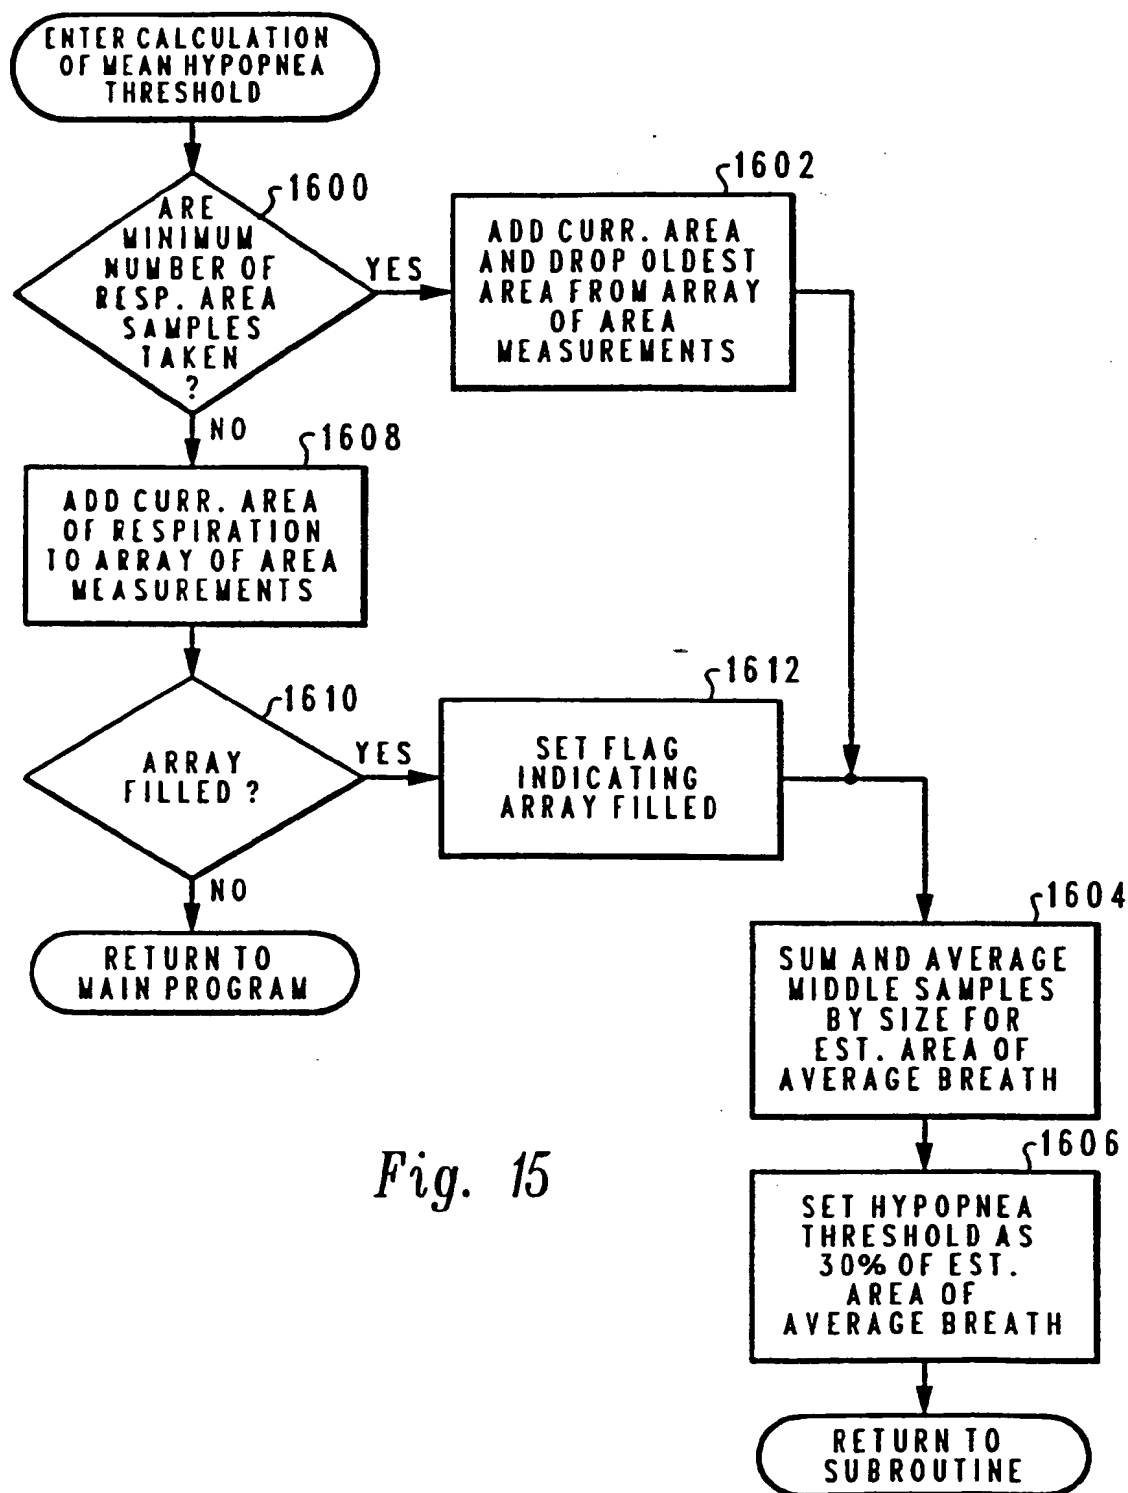 ENTER CALCULATION
OF MEAN HYPOPNEA
THRESHOLD
1600
ARE
MINIMUM
NUMBER OF
RESP. AREA
SAMPLES
TAKEN
?
YES
NO
1602
ADD CURR. AREA
AND DROP OLDEST
AREA FROM ARRAY
OF AREA
MEASUREMENTS
1608
ADD CURR. AREA
OF RESPIRATION
TO ARRAY OF AREA
MEASUREMENTS
1610
ARRAY
FILLED ?
YES
NO
1612
SET FLAG
INDICATING
ARRAY FILLED
RETURN TO
MAIN PROGRAM
1604
SUM AND AVERAGE
MIDDLE SAMPLES
BY SIZE FOR
EST. AREA OF
AVERAGE BREATH
1606
SET HYPOPNEA
THRESHOLD AS
30% OF EST.
AREA OF
AVERAGE BREATH
RETURN TO
SUBROUTINE
Fig. 15